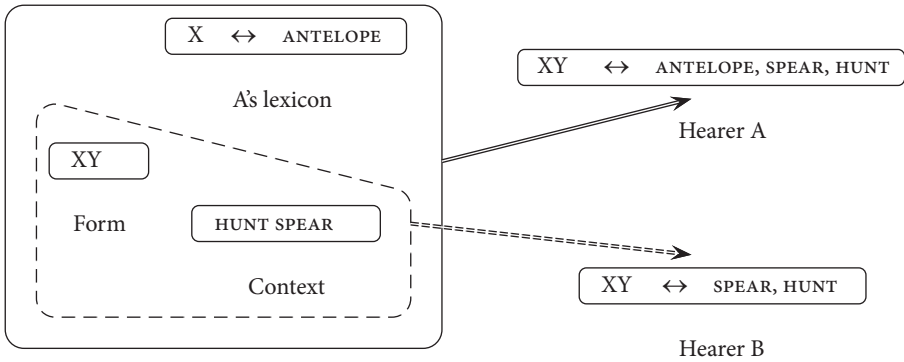 X ↔ ANTELOPE
A's lexicon
XY
Form
HUNT SPEAR
Context
XY ↔ ANTELOPE, SPEAR, HUNT
Hearer A
XY ↔ SPEAR, HUNT
Hearer B